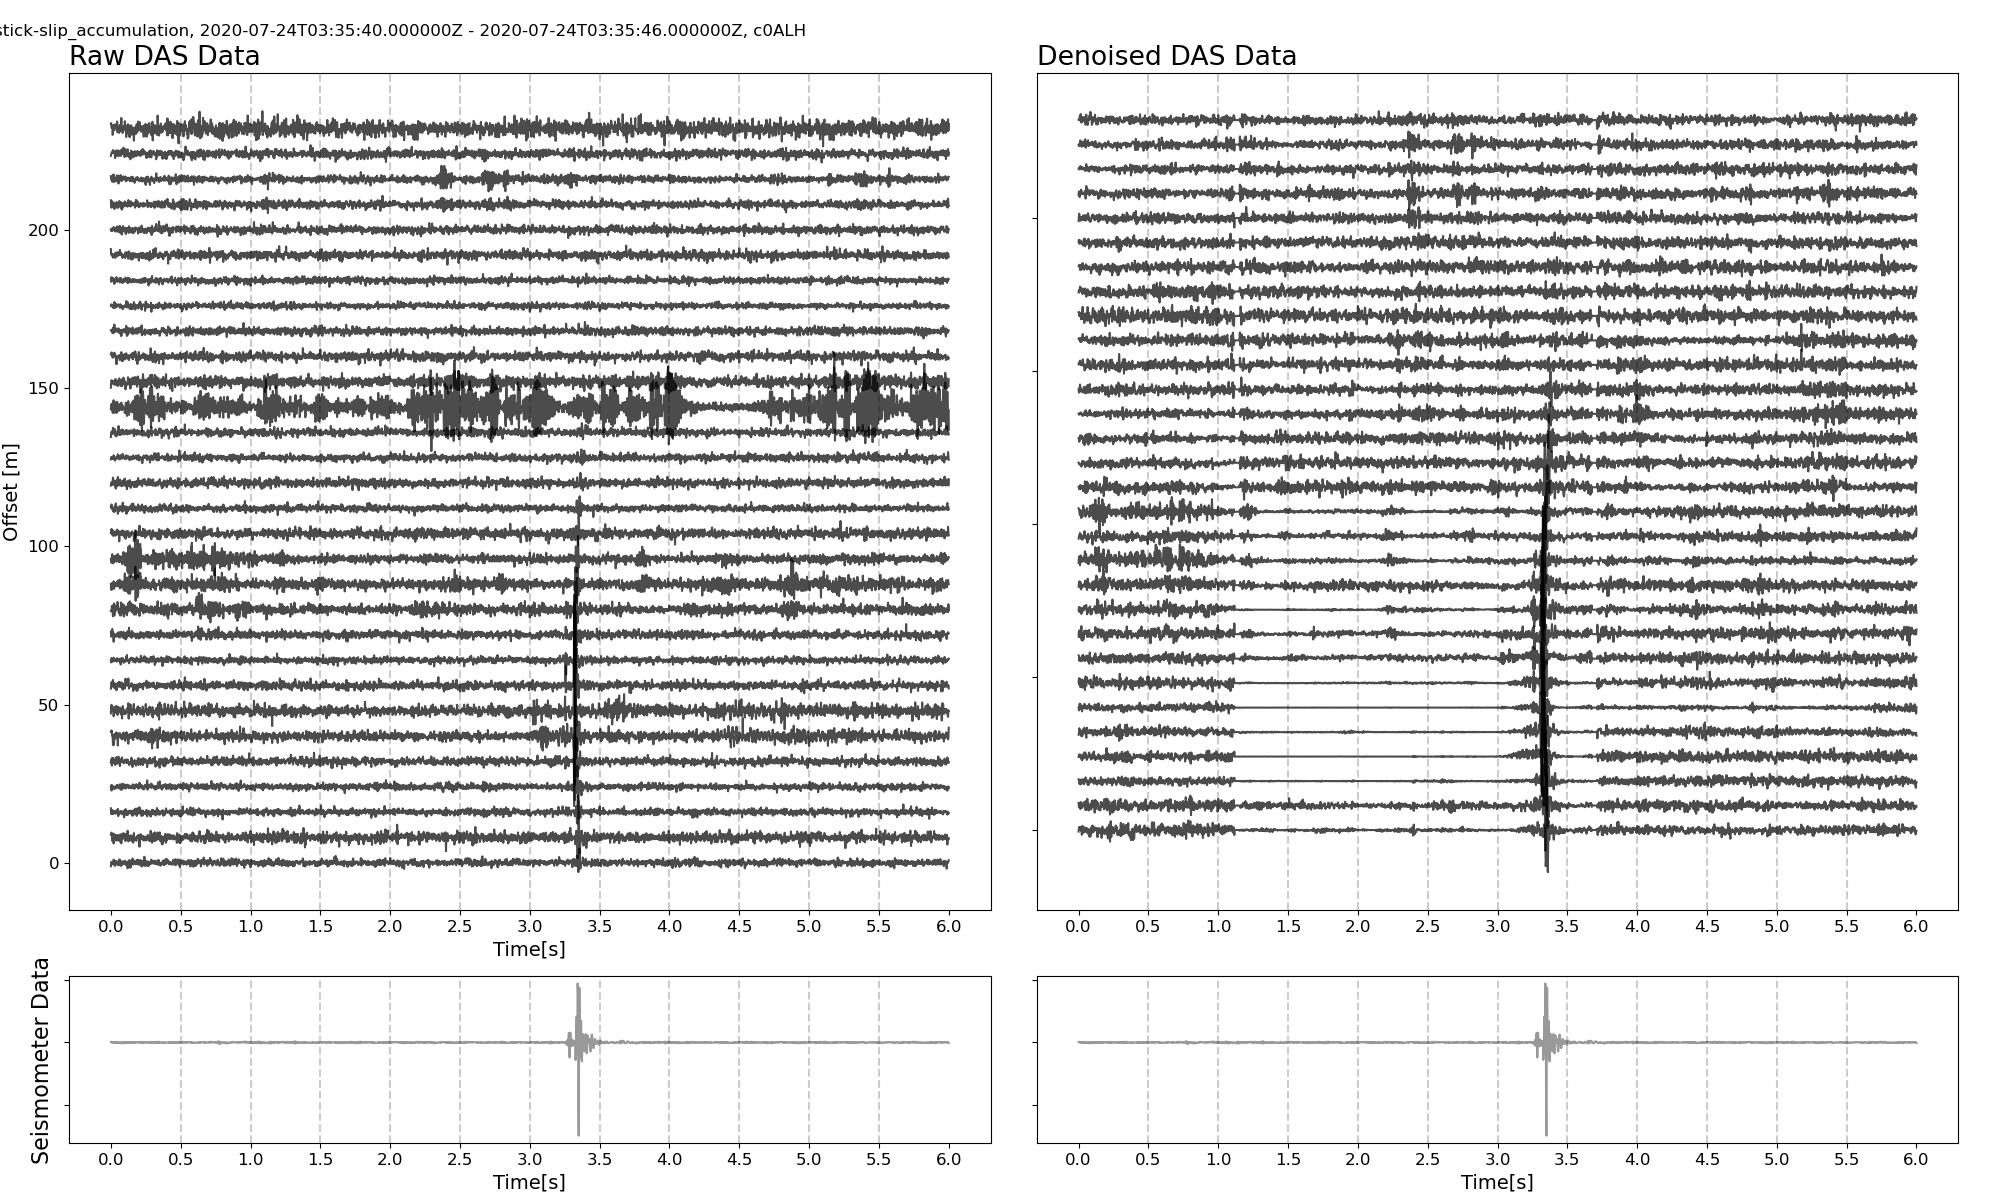 stick-slip_accumulation, 2020-07-24T03:35:40.000000Z - 2020-07-24T03:35:46.000000Z, c0ALH
Raw DAS Data
Denoised DAS Data
Offset [m]
200
150
100
50
0
0.0 0.5 1.0 1.5 2.0 2.5 3.0 3.5 4.0 4.5 5.0 5.5 6.0
Time[s]
0.0 0.5 1.0 1.5 2.0 2.5 3.0 3.5 4.0 4.5 5.0 5.5 6.0
Seismometer Data
0.0 0.5 1.0 1.5 2.0 2.5 3.0 3.5 4.0 4.5 5.0 5.5 6.0
Time[s]
0.0 0.5 1.0 1.5 2.0 2.5 3.0 3.5 4.0 4.5 5.0 5.5 6.0
Time[s]